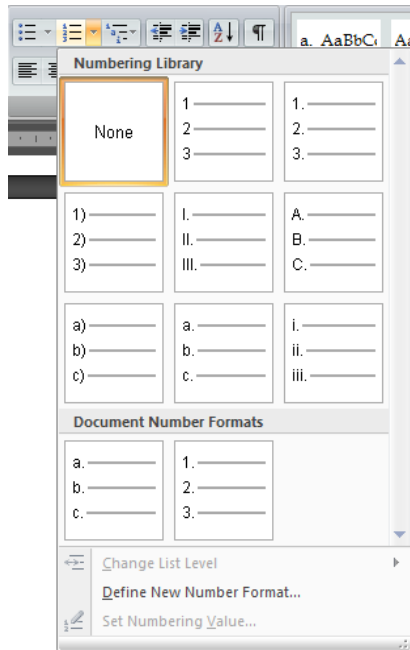 a. AaBbC
Numbering Library
None
1
2
3
1.
2.
3.
1)
2)
3)
I.
II.
III.
A.
B.
C.
a)
b)
c)
a.
b.
c.
i.
ii.
iii.
Document Number Formats
a.
b.
c.
1.
2.
3.
Change List Level
Define New Number Format...
Set Numbering Value...